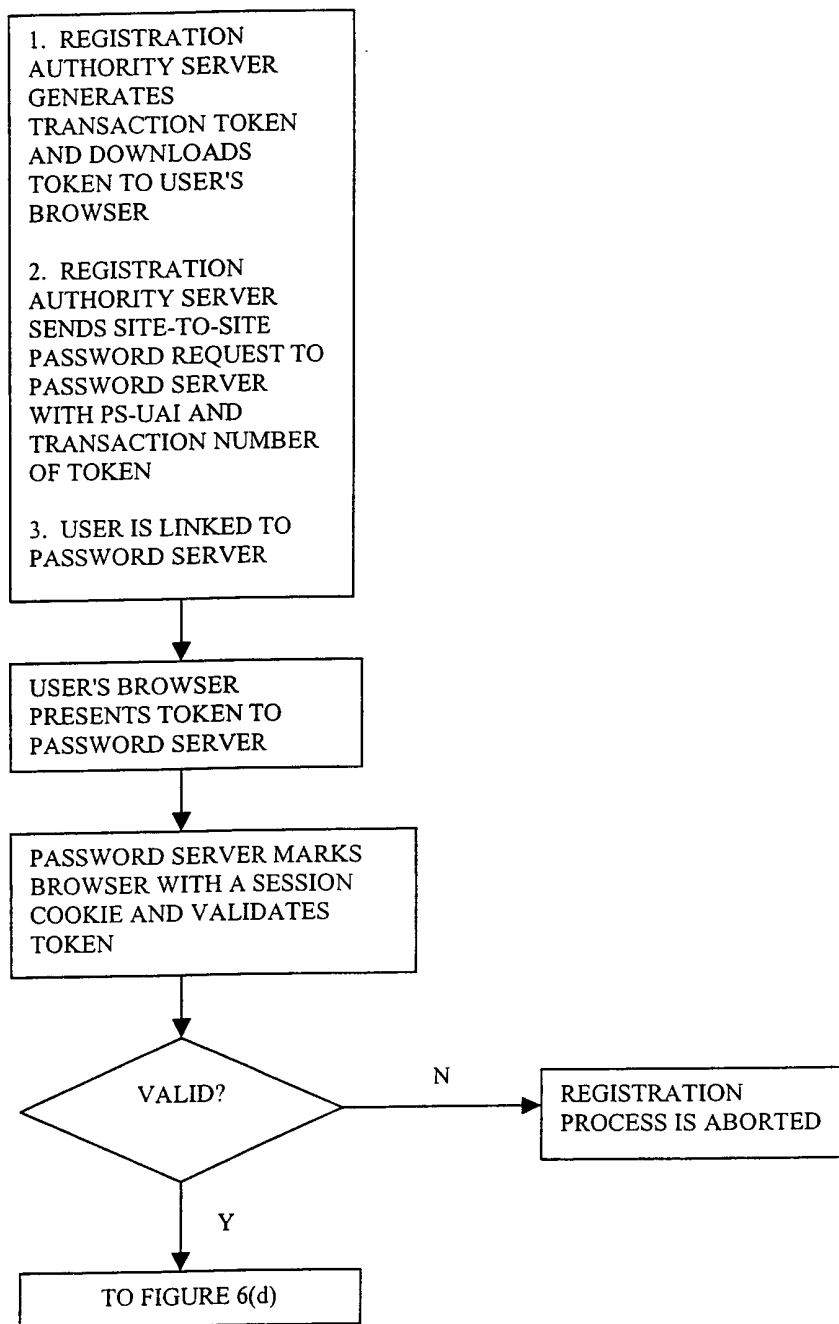 1. REGISTRATION
AUTHORITY SERVER
GENERATES
TRANSACTION TOKEN
AND DOWNLOADS
TOKEN TO USER'S
BROWSER
2. REGISTRATION
AUTHORITY SERVER
SENDS SITE-TO-SITE
PASSWORD REQUEST TO
PASSWORD SERVER
WITH PS-UAI AND
TRANSACTION NUMBER
OF TOKEN
3. USER IS LINKED TO
PASSWORD SERVER
USER'S BROWSER
PRESENTS TOKEN TO
PASSWORD SERVER
PASSWORD SERVER MARKS
BROWSER WITH A SESSION
COOKIE AND VALIDATES
TOKEN
VALID?
N
REGISTRATION
PROCESS IS ABORTED
Y
TO FIGURE 6(d)